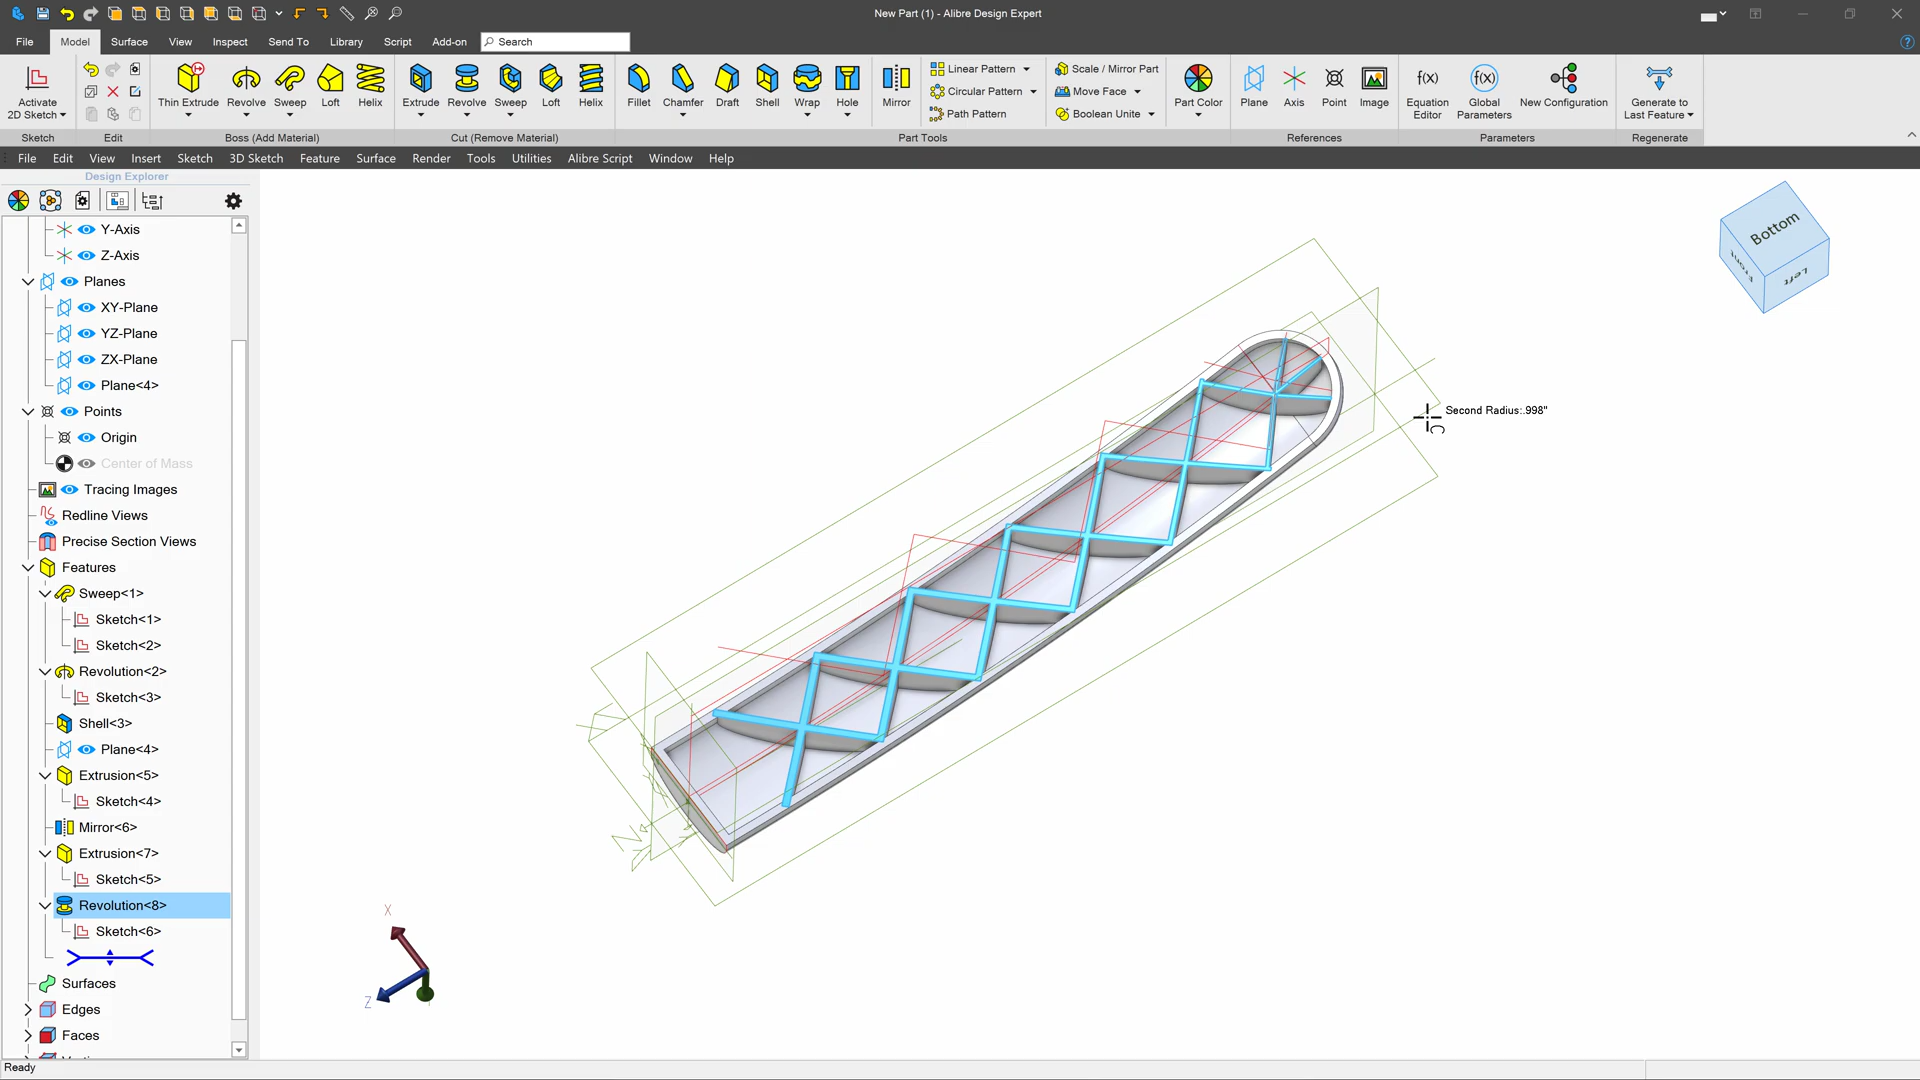 New Part (1) - Alibre Design Expert
File Model Surface View Inspect Send To Library Script Add-on Search
Activate 2D Sketch
Thin Extrude Revolve Sweep Loft Helix
Extrude Revolve Sweep Loft Helix
Fillet Chamfer Draft Shell Wrap Hole Mirror
Linear Pattern
Circular Pattern
Path Pattern
Scale / Mirror Part
Move Face
Boolean Unite
Part Color
Plane Axis Point Image
Equation Editor
Global Parameters
New Configuration
Generate to Last Feature
Sketch Edit Boss (Add Material) Cut (Remove Material) Part Tools References Parameters Regenerate
File Edit View Insert Sketch 3D Sketch Feature Surface Render Tools Utilities Alibre Script Window Help
Design Explorer
Y-Axis
Z-Axis
Planes
XY-Plane
YZ-Plane
ZX-Plane
Plane<4>
Points
Origin
Center of Mass
Tracing Images
Redline Views
Precise Section Views
Features
Sweep<1>
Sketch<1>
Sketch<2>
Revolution<2>
Sketch<3>
Shell<3>
Plane<4>
Extrusion<5>
Sketch<4>
Mirror<6>
Extrusion<7>
Sketch<5>
Revolution<8>
Sketch<6>
Surfaces
Edges
Faces
Bottom
Front
Left
Second Radius:.998"
X
Z
Ready